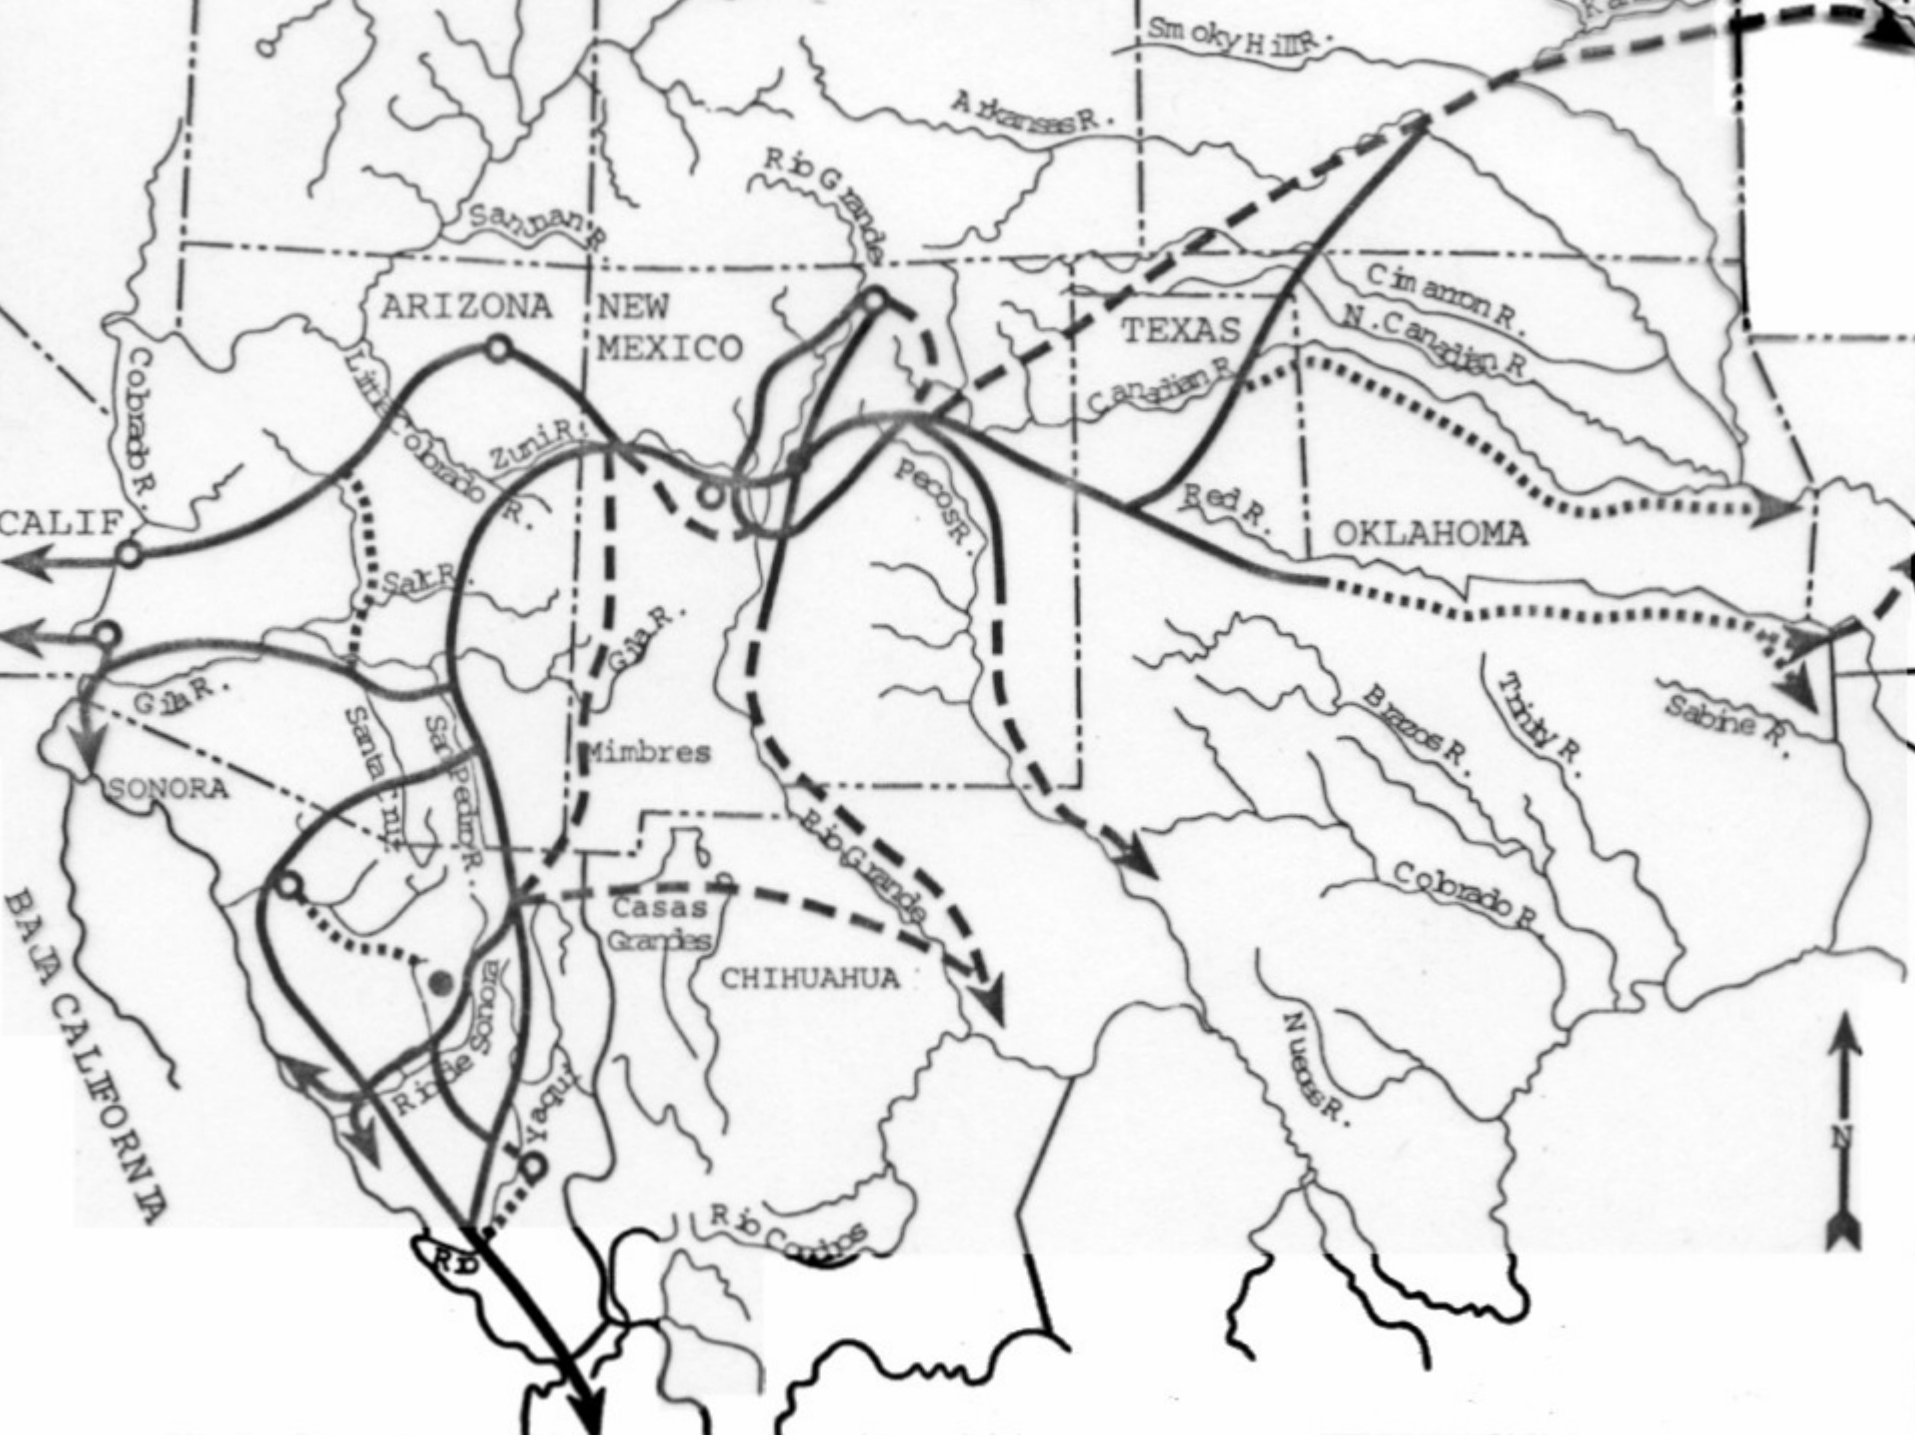 Smoky Hill R.
Arkansas R.
Rio Grande
San Juan R.
ARIZONA
NEW
MEXICO
TEXAS
Cimarron R.
N. Canadian R
Canadian R.
Colorado R.
Little Colorado R.
Zuni R.
Pecos R.
Red R.
OKLAHOMA
CALIF
Salt R.
Gila R.
Gila R.
Santa Cruz
San Pedro R.
Mimbres
SONORA
Brazos R.
Trinity R.
Sabine R.
Rio Grande
Colorado R.
Casas
Grandes
CHIHUAHUA
BAJA CALIFORNIA
Rio de Sonora
Yaqui
Nueces R.
N
Rio Conchos
Rio